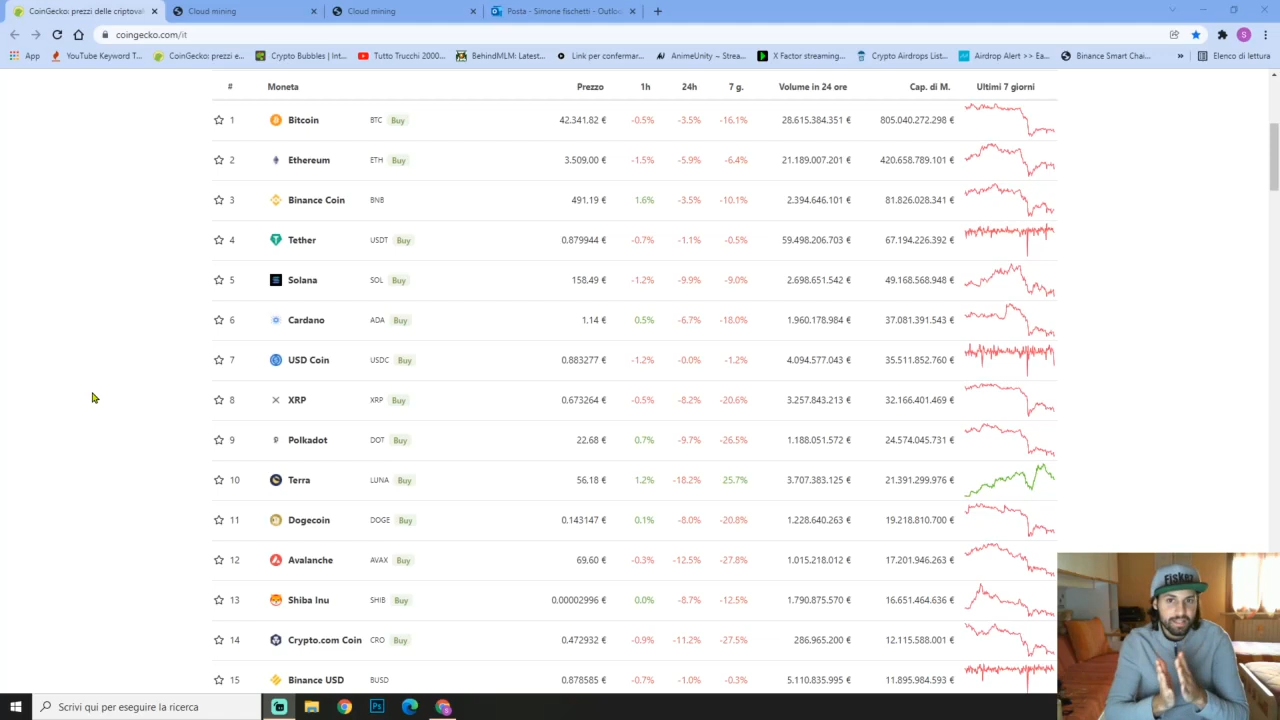 CoinGecko: prezzi delle criptoval
Cloud mining
Cloud mining
Posta - Simone fischetti - Outloo
coingecko.com/it
App
YouTube Keyword T...
CoinGecko: prezzi e...
Crypto Bubbles | Int...
Tutto Trucchi 2000...
BehindMLM: Latest...
Link per confermar...
AnimeUnity ~ Strea...
X Factor streaming...
Crypto Airdrops List...
Airdrop Alert >> Ea...
Binance Smart Chai...
»
Elenco di lettura
# Moneta Prezzo 1h 24h 7 g. Volume in 24 ore Cap. di M. Ultimi 7 giorni
1 Bitcoin BTC Buy 42.341,82 € -0.5% -3.5% -16.1% 28.615.384.351 € 805.040.272.298 €
2 Ethereum ETH Buy 3.509,00 € -1.5% -5.9% -6.4% 21.189.007.201 € 420.658.789.101 €
3 Binance Coin BNB 491,19 € 1.6% -3.5% -10.1% 2.394.646.101 € 81.826.028.341 €
4 Tether USDT Buy 0.879944 € -0.7% -1.1% -0.5% 59.498.206.703 € 67.194.226.392 €
5 Solana SOL Buy 158.49 € -1.2% -9.9% -9.0% 2.698.651.542 € 49.168.568.948 €
6 Cardano ADA Buy 1,14 € 0.5% -6.7% -18.0% 1.960.178.984 € 37.081.391.543 €
7 USD Coin USDC Buy 0.883277 € -1.2% -0.0% -1.2% 4.094.577.043 € 35.511.852.760 €
8 XRP XRP Buy 0.673264 € -0.5% -8.2% -20.6% 3.257.843.213 € 32.166.401.469 €
9 Polkadot DOT Buy 22.68 € 0.7% -9.7% -26.5% 1.188.051.572 € 24.574.045.731 €
10 Terra LUNA Buy 56,18 € 1.2% -18.2% 25.7% 3.707.383.125 € 21.391.299.976 €
11 Dogecoin DOGE Buy 0.143147 € 0.1% -8.0% -20.8% 1.228.640.263 € 19.218.810.700 €
12 Avalanche AVAX Buy 69.60 € -0.3% -12.5% -27.8% 1.015.218.012 € 17.201.946.263 €
13 Shiba Inu SHIB Buy 0.00002996 € 0.0% -8.7% -12.5% 1.790.875.570 € 16.651.464.636 €
14 Crypto.com Coin CRO Buy 0.472932 € -0.9% -11.2% -27.5% 286.965.200 € 12.115.588.001 €
15 Binance USD BUSD 0.878585 € -0.7% -1.0% -0.3% 5.110.835.995 € 11.895.984.593 €
Fiskez
Scrivi qui per eseguire la ricerca